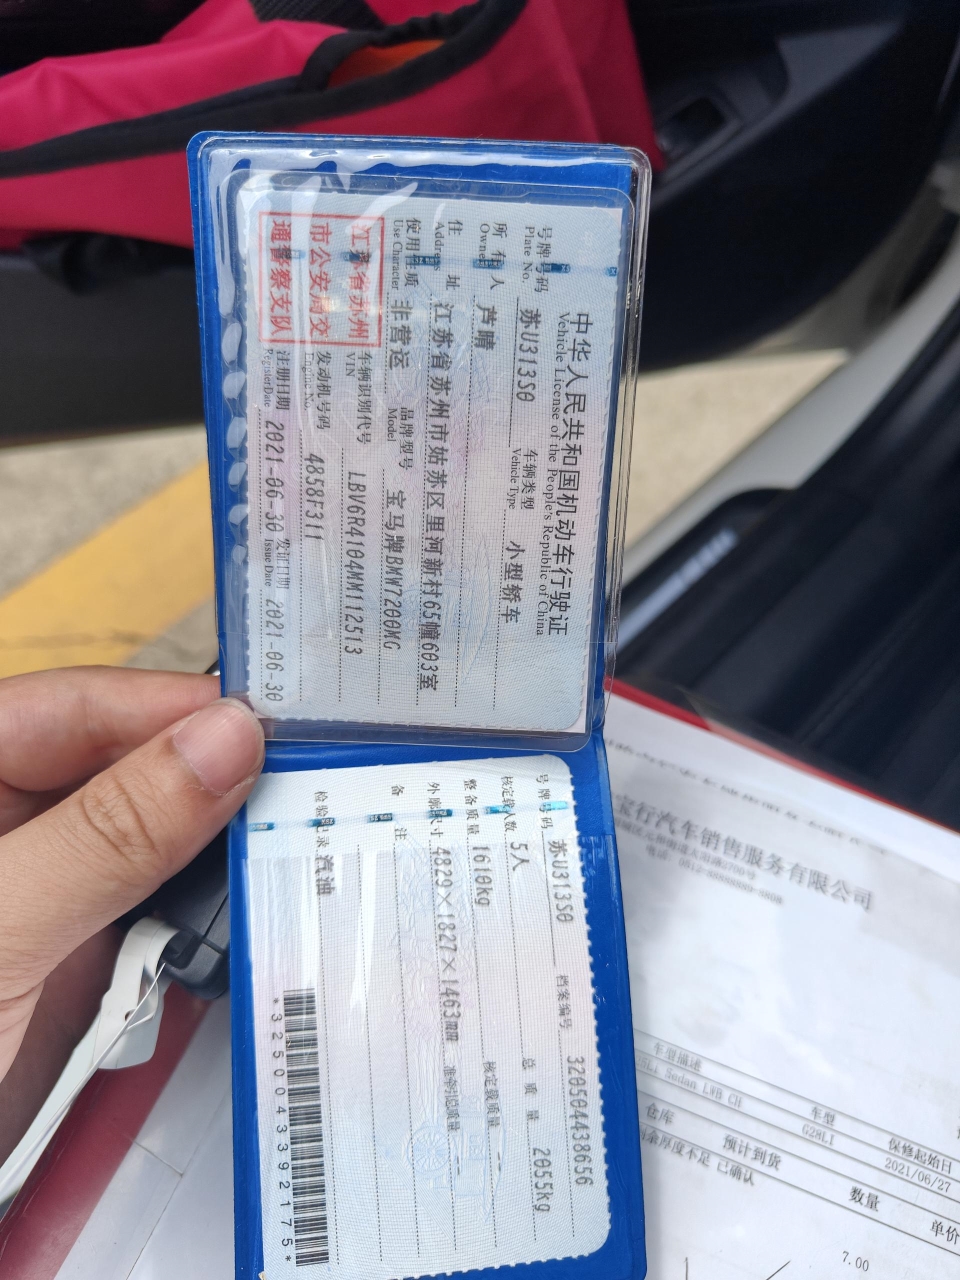 中华人民共和国机动车行驶证
Vehicle License of the People's Republic of China
号牌号码 苏U313S0 车辆类型 小型轿车
Plate No. Vehicle Type
所有人 芦晴
Owner
住址 江苏省苏州市姑苏区里河新村65幢603室
Address
使用性质 非营运 品牌型号 宝马牌BMW7200MG
Use Character Model
江苏省苏州
市公安局交
通警察支队
车辆识别代号 LBV6R4104MM112513
VIN
发动机号码 4858F311
Engine No.
注册日期 2021-06-30 发证日期 2021-06-30
Register Date Issue Date
号牌号码 苏U313S0 档案编号 320504438656
核定载人数 5人 总质量 2055kg
整备质量 1610kg 核定载质量
外廓尺寸 4829×1827×1463mm 准牵引总质量
备注
检验记录 汽油
*3250043392175*
宝行汽车销售服务有限公司
车型描述 车型 保修起始日
Li Sedan LWB CH G28LI 2021/06/27
仓库 预计到货 数量 单价
余厚度不足 已确认 7.00